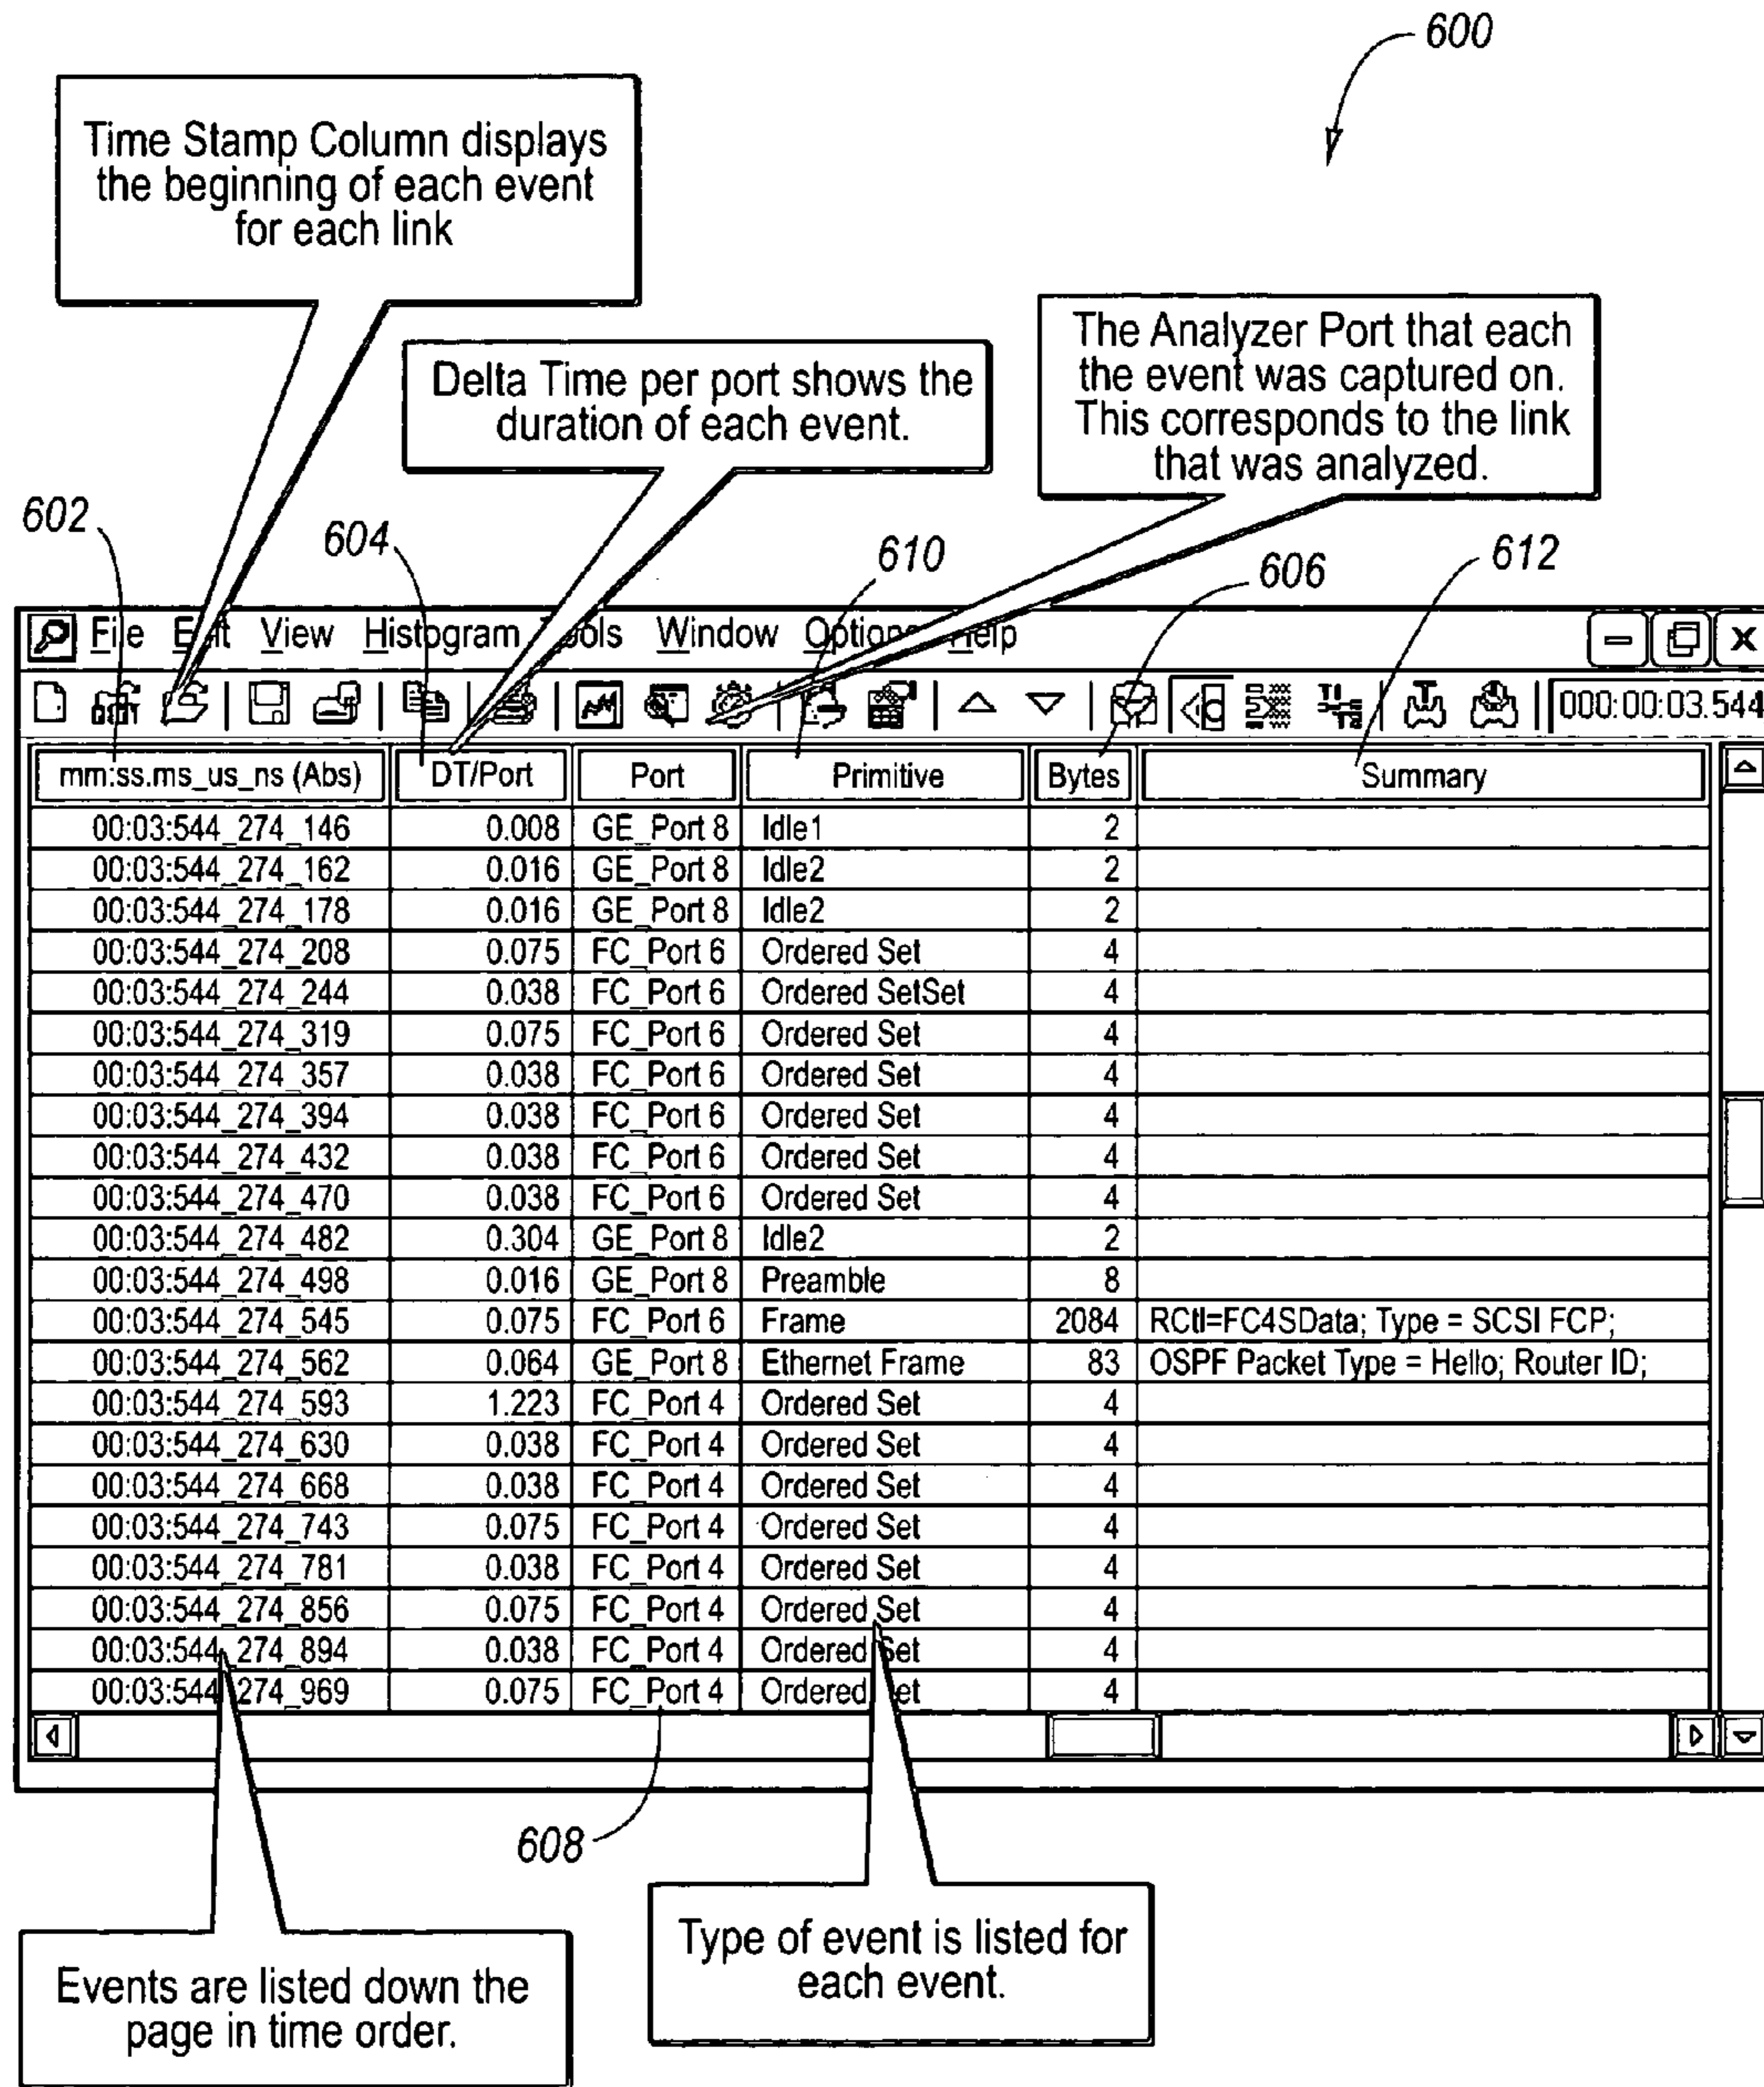 600
Time Stamp Column displays
the beginning of each event
for each link
Delta Time per port shows the
duration of each event.
The Analyzer Port that each
the event was captured on.
This corresponds to the link
that was analyzed.
602
604
610
606
612
File Edit View Histogram Tools Window Options Help
000:00:03.544
mm:ss.ms_us_ns (Abs) DT/Port Port Primitive Bytes Summary
00:03:544_274_146 0.008 GE_Port 8 Idle1 2
00:03:544_274_162 0.016 GE_Port 8 Idle2 2
00:03:544_274_178 0.016 GE_Port 8 Idle2 2
00:03:544_274_208 0.075 FC_Port 6 Ordered Set 4
00:03:544_274_244 0.038 FC_Port 6 Ordered SetSet 4
00:03:544_274_319 0.075 FC_Port 6 Ordered Set 4
00:03:544_274_357 0.038 FC_Port 6 Ordered Set 4
00:03:544_274_394 0.038 FC_Port 6 Ordered Set 4
00:03:544_274_432 0.038 FC_Port 6 Ordered Set 4
00:03:544_274_470 0.038 FC_Port 6 Ordered Set 4
00:03:544_274_482 0.304 GE_Port 8 Idle2 2
00:03:544_274_498 0.016 GE_Port 8 Preamble 8
00:03:544_274_545 0.075 FC_Port 6 Frame 2084 RCtl=FC4SData; Type = SCSI FCP;
00:03:544_274_562 0.064 GE_Port 8 Ethernet Frame 83 OSPF Packet Type = Hello; Router ID;
00:03:544_274_593 1.223 FC_Port 4 Ordered Set 4
00:03:544_274_630 0.038 FC_Port 4 Ordered Set 4
00:03:544_274_668 0.038 FC_Port 4 Ordered Set 4
00:03:544_274_743 0.075 FC_Port 4 Ordered Set 4
00:03:544_274_781 0.038 FC_Port 4 Ordered Set 4
00:03:544_274_856 0.075 FC_Port 4 Ordered Set 4
00:03:544_274_894 0.038 FC_Port 4 Ordered Set 4
00:03:544_274_969 0.075 FC_Port 4 Ordered Set 4
608
Events are listed down the
page in time order.
Type of event is listed for
each event.